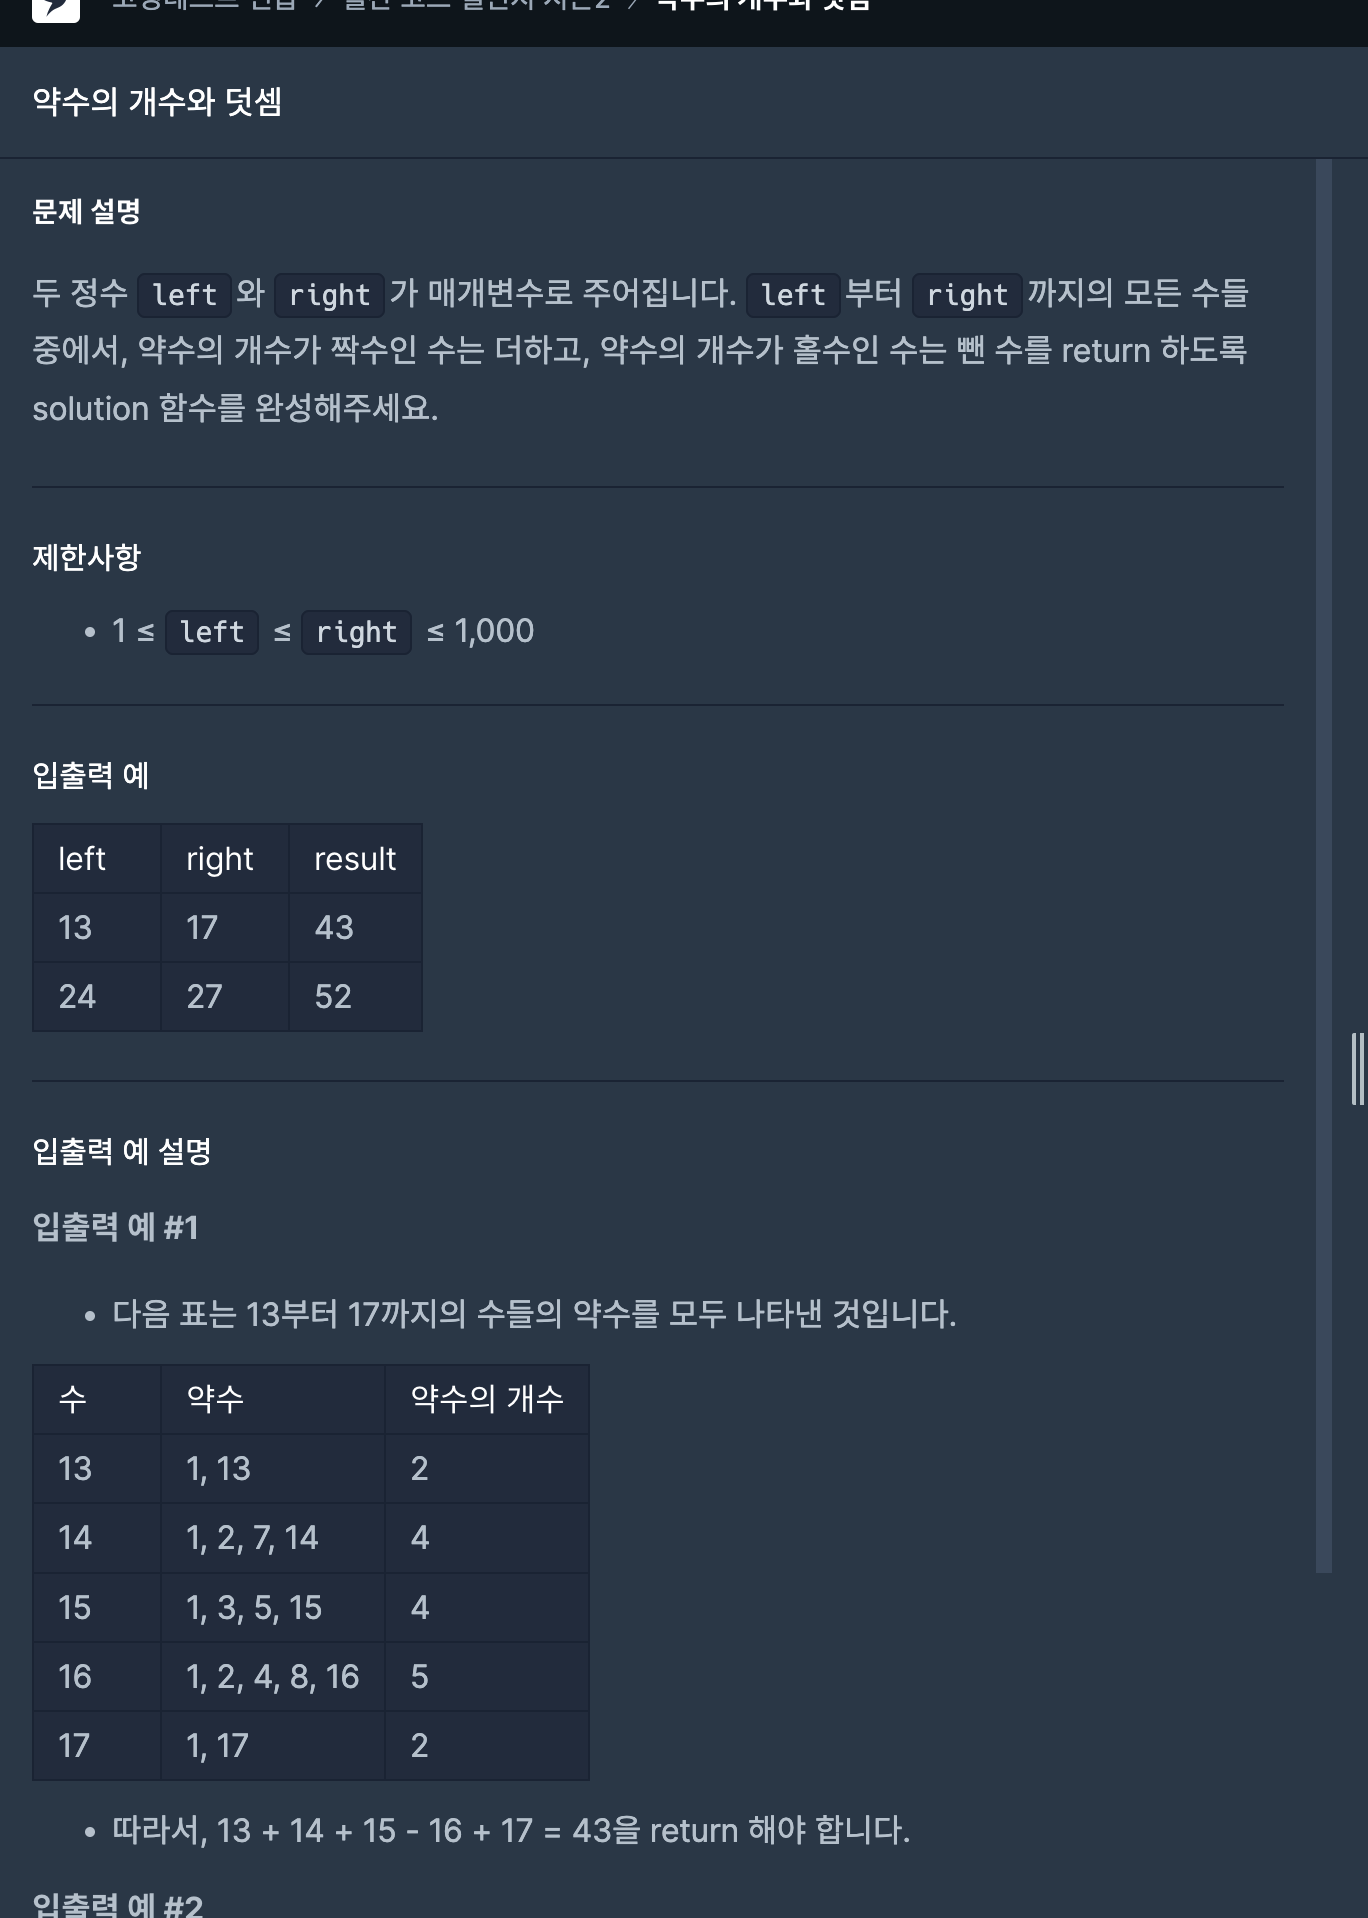 약수의 개수와 덧셈
약수의 개수와 덧셈
문제 설명
두 정수 left와 right가 매개변수로 주어집니다. left부터 right까지의 모든 수들
중에서, 약수의 개수가 짝수인 수는 더하고, 약수의 개수가 홀수인 수는 뺀 수를 return 하도록
solution 함수를 완성해주세요.
제한사항
• 1 ≤ left ≤ right ≤ 1,000
입출력 예
left right result
13 17 43
24 27 52
입출력 예 설명
입출력 예 #1
• 다음 표는 13부터 17까지의 수들의 약수를 모두 나타낸 것입니다.
수 약수 약수의 개수
13 1, 13 2
14 1, 2, 7, 14 4
15 1, 3, 5, 15 4
16 1, 2, 4, 8, 16 5
17 1, 17 2
• 따라서, 13 + 14 + 15 - 16 + 17 = 43을 return 해야 합니다.
입출력 예 #2